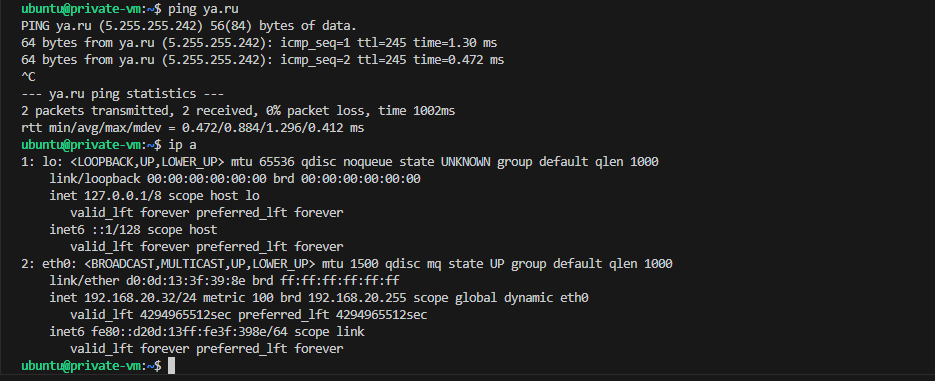 ubuntu@private-vm:~$ ping ya.ru
PING ya.ru (5.255.255.242) 56(84) bytes of data.
64 bytes from ya.ru (5.255.255.242): icmp_seq=1 ttl=245 time=1.30 ms
64 bytes from ya.ru (5.255.255.242): icmp_seq=2 ttl=245 time=0.472 ms
^C
--- ya.ru ping statistics ---
2 packets transmitted, 2 received, 0% packet loss, time 1002ms
rtt min/avg/max/mdev = 0.472/0.884/1.296/0.412 ms
ubuntu@private-vm:~$ ip a
1: lo: <LOOPBACK,UP,LOWER_UP> mtu 65536 qdisc noqueue state UNKNOWN group default qlen 1000
    link/loopback 00:00:00:00:00:00 brd 00:00:00:00:00:00
    inet 127.0.0.1/8 scope host lo
       valid_lft forever preferred_lft forever
    inet6 ::1/128 scope host
       valid_lft forever preferred_lft forever
2: eth0: <BROADCAST,MULTICAST,UP,LOWER_UP> mtu 1500 qdisc mq state UP group default qlen 1000
    link/ether d0:0d:13:3f:39:8e brd ff:ff:ff:ff:ff:ff
    inet 192.168.20.32/24 metric 100 brd 192.168.20.255 scope global dynamic eth0
       valid_lft 4294965512sec preferred_lft 4294965512sec
    inet6 fe80::d20d:13ff:fe3f:398e/64 scope link
       valid_lft forever preferred_lft forever
ubuntu@private-vm:~$